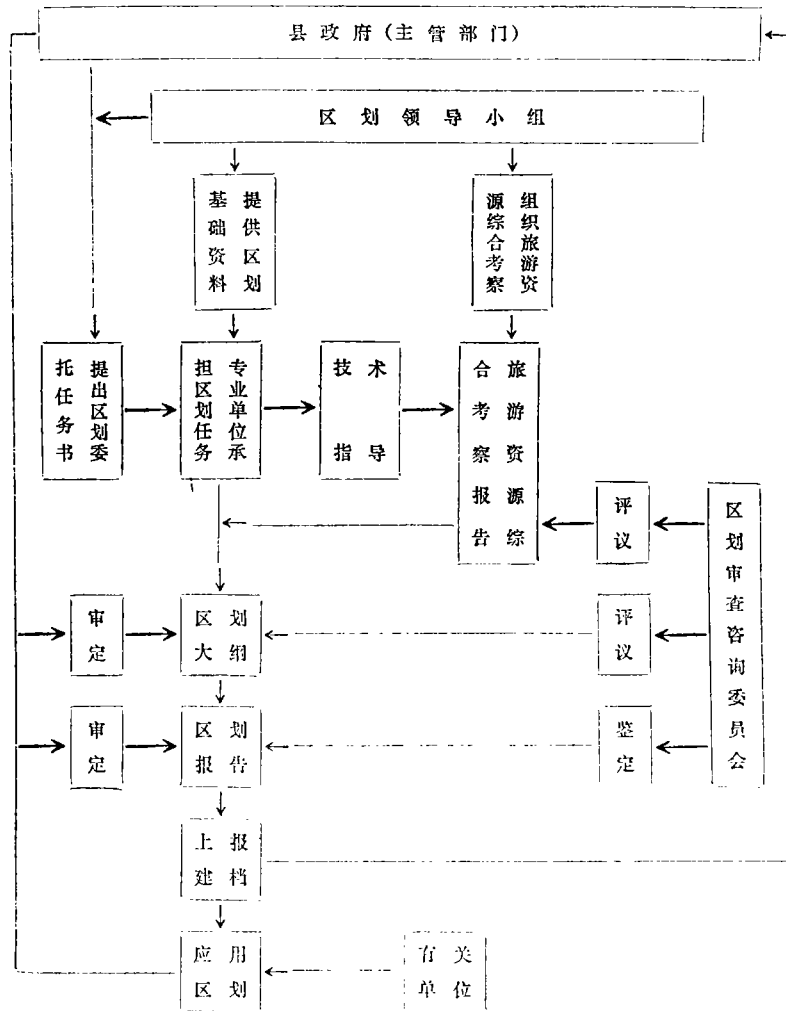 县政府(主管部门)
区划领导小组
提供区划
基础资料
组织旅游资
源综合考察
提出区划委
托任务书
专业单位承
担区划任务
技术
指导
旅游资源综
合考察报告
评议
区划审查咨询委员会
审定
区划
大纲
评议
审定
区划
报告
鉴定
上报
建档
应用
区划
有关
单位